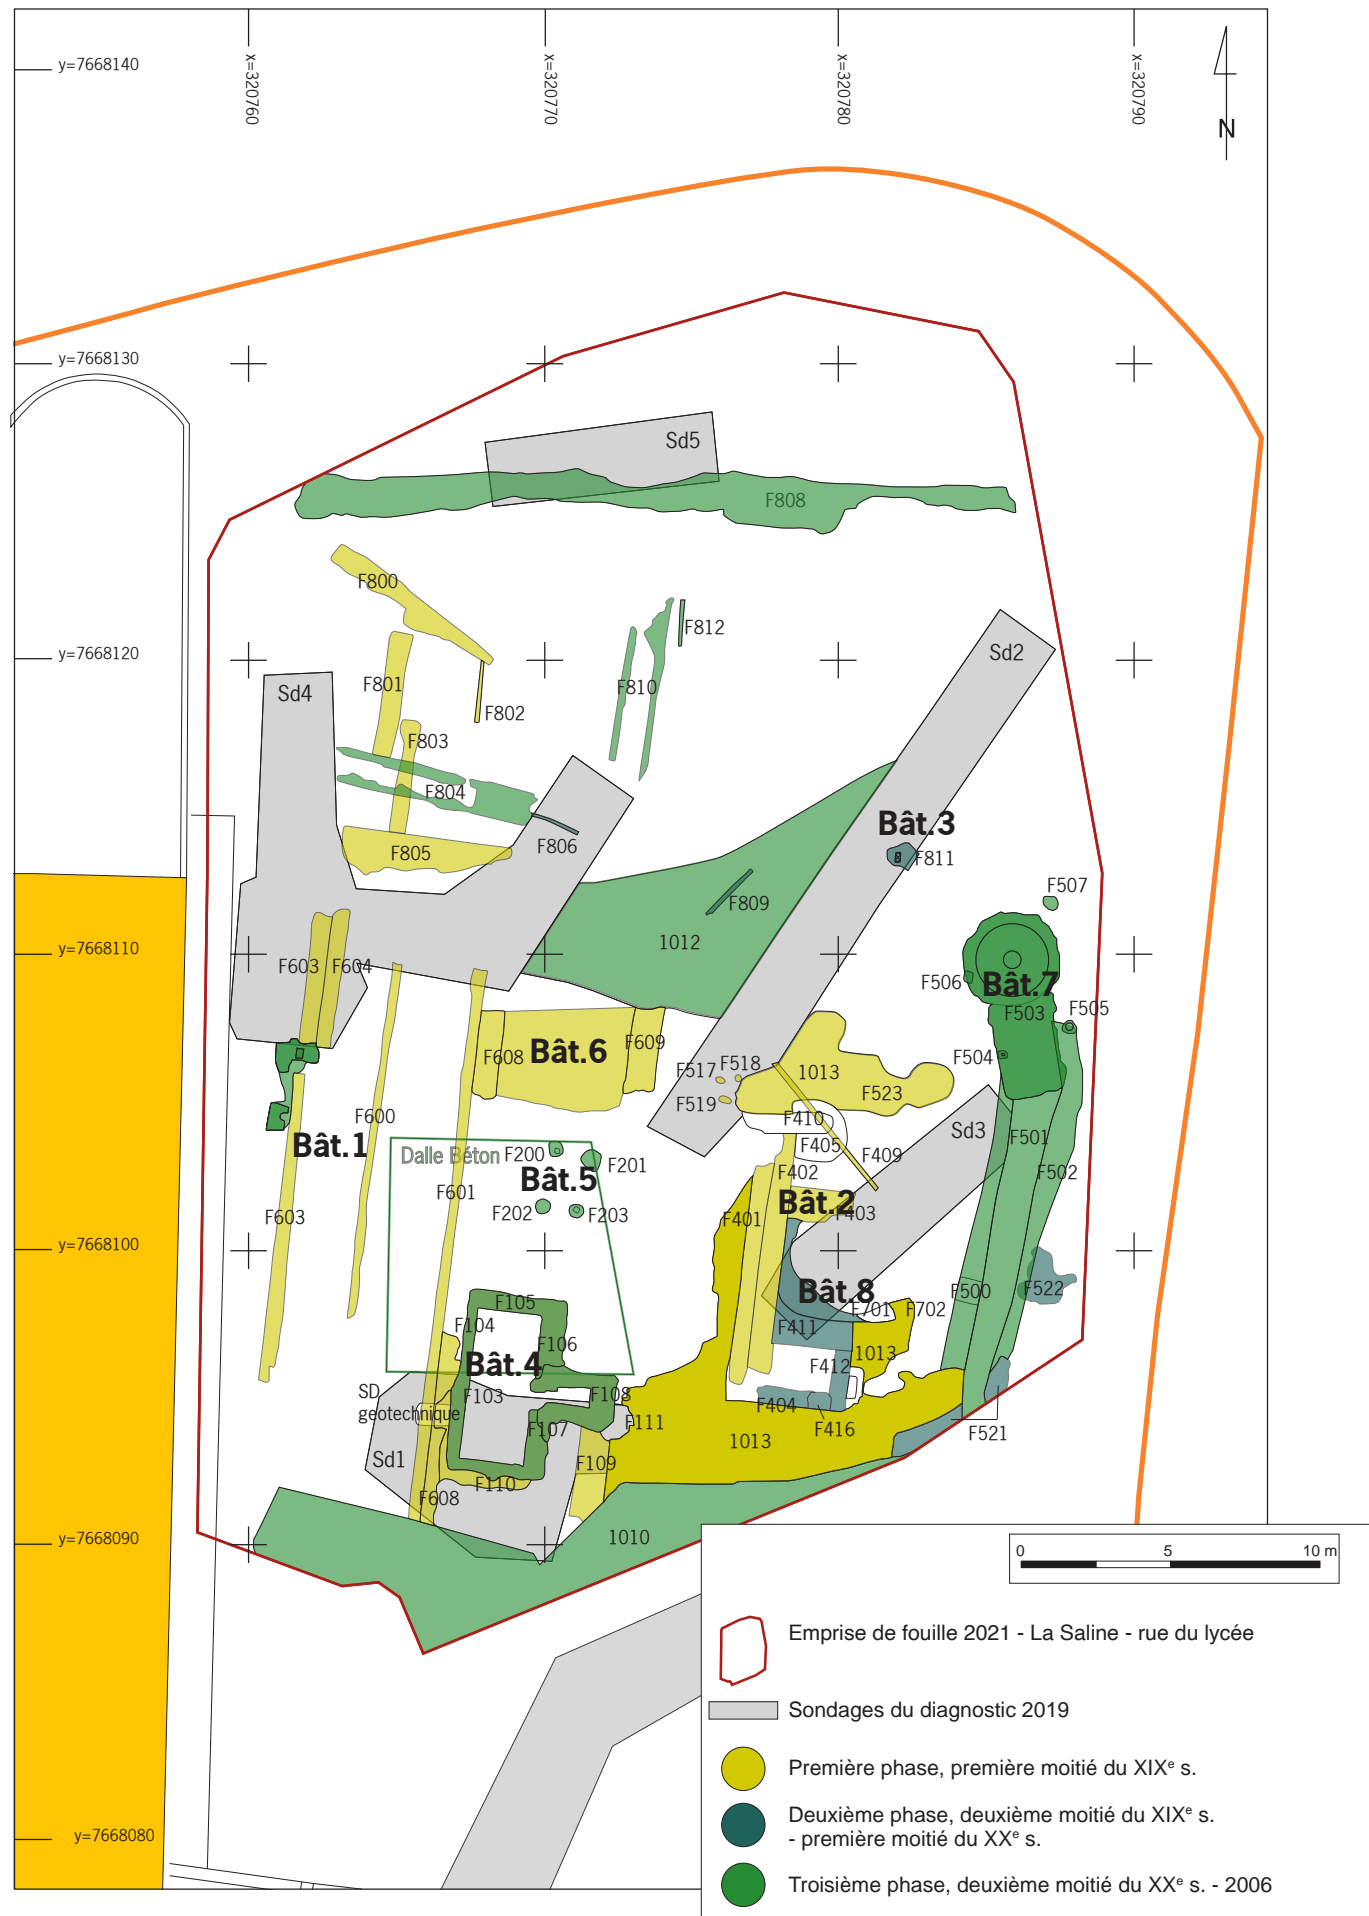 y=7668140
x=320760
x=320770
x=320780
x=320790
N
y=7668130
Sd5
F808
F800
F812
y=7668120
Sd2
Sd4
F801
F810
F802
F803
F804
Bât.3
F806
F805
F811
F507
F809
1012
y=7668110
F603
F604
F506
Bât.7
F503
F505
F608
Bât.6
F609
F504
F518
F517
1013
F523
F519
F600
F410
Sd3
F501
Bât.1
Dalle Béton
F200
F405
F409
F201
F402
F502
Bât.5
F601
Bât.2
F202
F203
F401
F403
F603
y=7668100
F500
F522
Bât.8
F105
F701
F702
F104
F411
F106
1013
Bât.4
F412
SD
geotechnique
F103
F108
F404
F107
F111
F416
F521
1013
Sd1
F109
F110
F608
y=7668090
1010
0
5
10 m
Emprise de fouille 2021 - La Saline - rue du lycée
Sondages du diagnostic 2019
Première phase, première moitié du XIXe s.
Deuxième phase, deuxième moitié du XIXe s.
- première moitié du XXe s.
y=7668080
Troisième phase, deuxième moitié du XXe s. - 2006